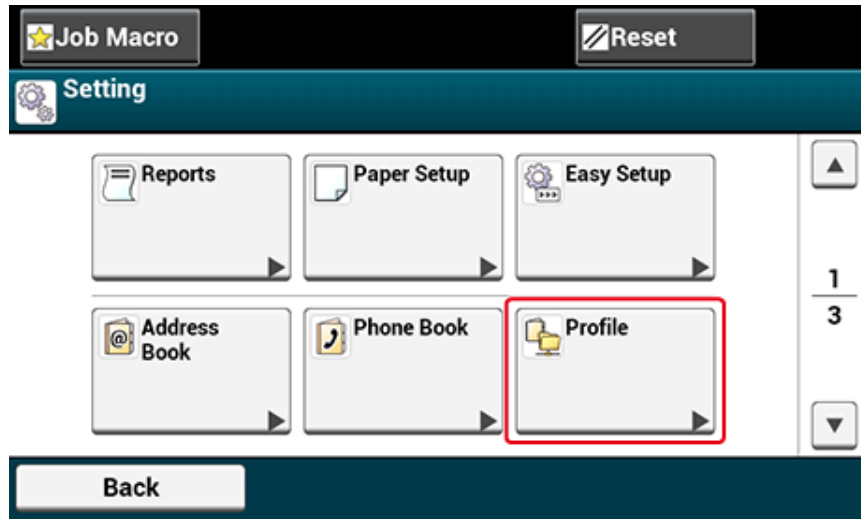 Job Macro
Reset
Setting
Reports
Paper Setup
Easy Setup
1
3
Address
Book
Phone Book
Profile
Back